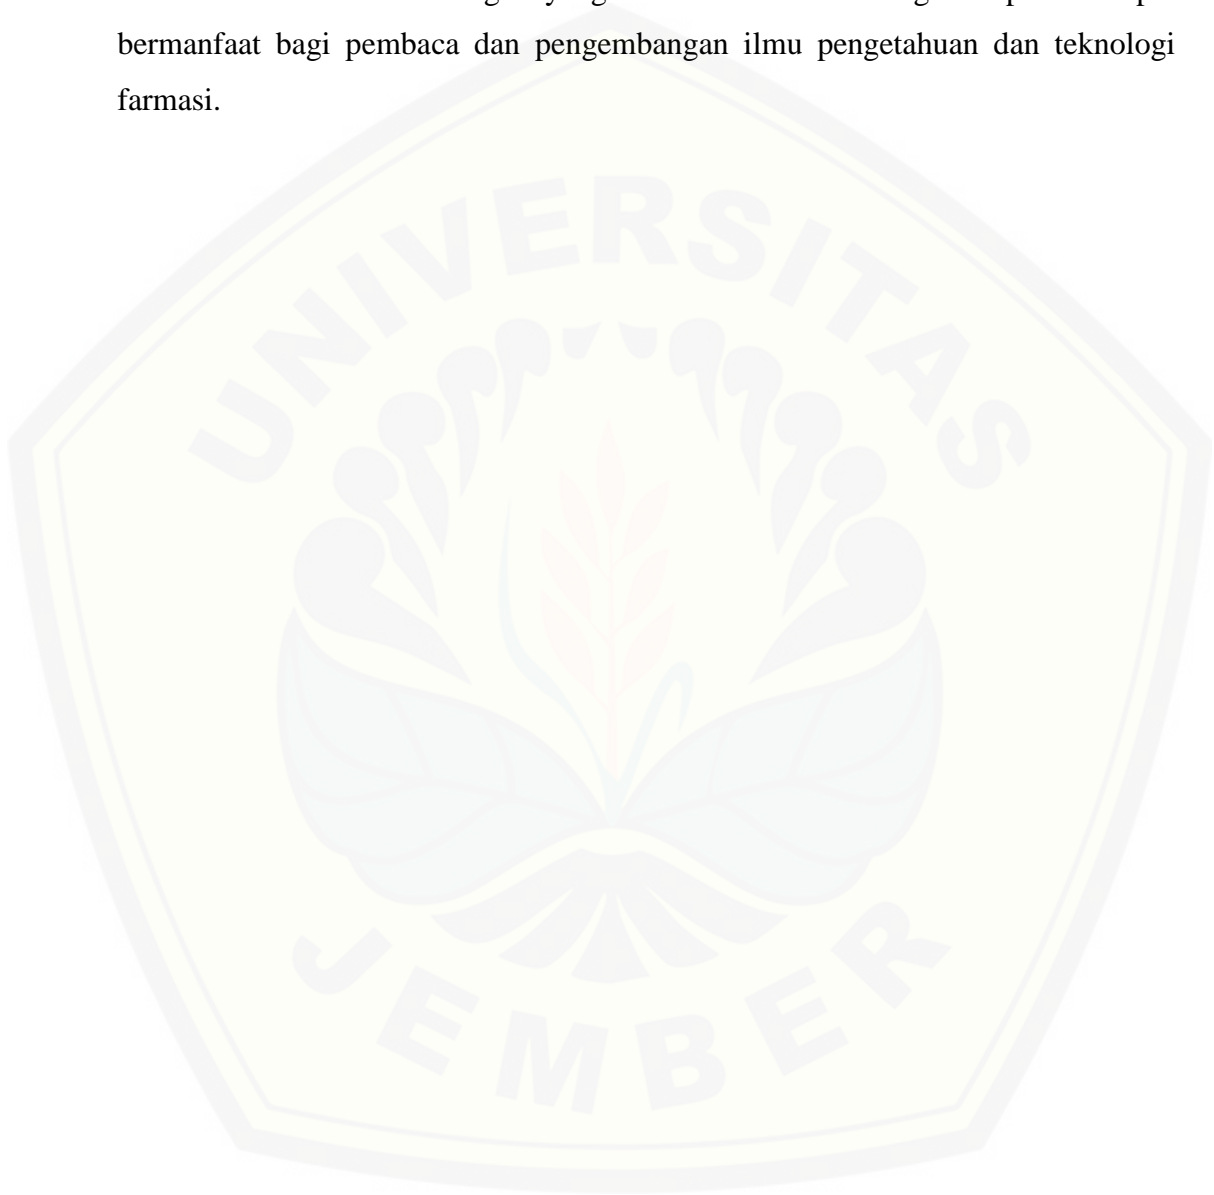 bermanfaat bagi pembaca dan pengembangan ilmu pengetahuan dan teknologi
farmasi.
UNIVERSITAS
JEMBER